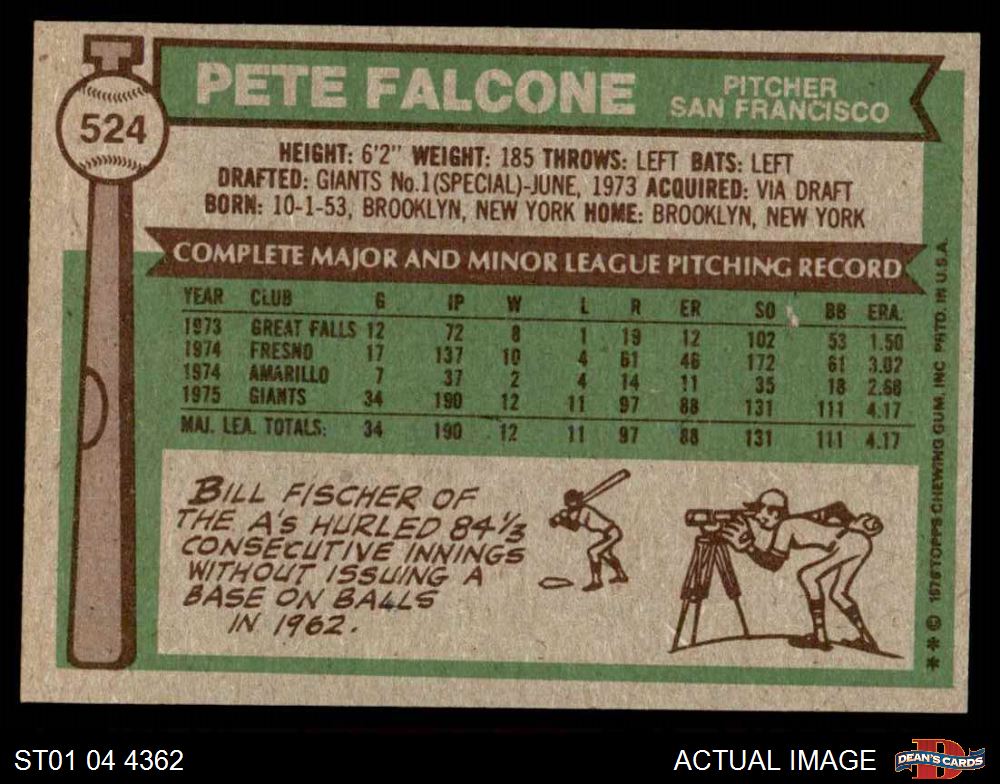 PETE FALCONE
PITCHER
SAN FRANCISCO
524
HEIGHT: 6'2" WEIGHT: 185 THROWS: LEFT BATS: LEFT
DRAFTED: GIANTS No.1(SPECIAL)-JUNE, 1973 ACQUIRED: VIA DRAFT
BORN: 10-1-53, BROOKLYN, NEW YORK HOME: BROOKLYN, NEW YORK
COMPLETE MAJOR AND MINOR LEAGUE PITCHING RECORD
YEAR CLUB G IP W L R ER SO BB ERA.
1973 GREAT FALLS 12 72 8 1 19 12 102 53 1.50
1974 FRESNO 17 137 10 4 61 46 172 61 3.02
1974 AMARILLO 7 37 2 4 14 11 35 18 2.68
1975 GIANTS 34 190 12 11 97 88 131 111 4.17
MAJ. LEA. TOTALS: 34 190 12 11 97 88 131 111 4.17
BILL FISCHER OF
THE A'S HURLED 84⅓
CONSECUTIVE INNINGS
WITHOUT ISSUING A
BASE ON BALLS
IN 1962.
** © 1976 TOPPS CHEWING GUM, INC PRTD. IN U.S.A.
ST01 04 4362
ACTUAL IMAGE
D
DEAN'S CARDS